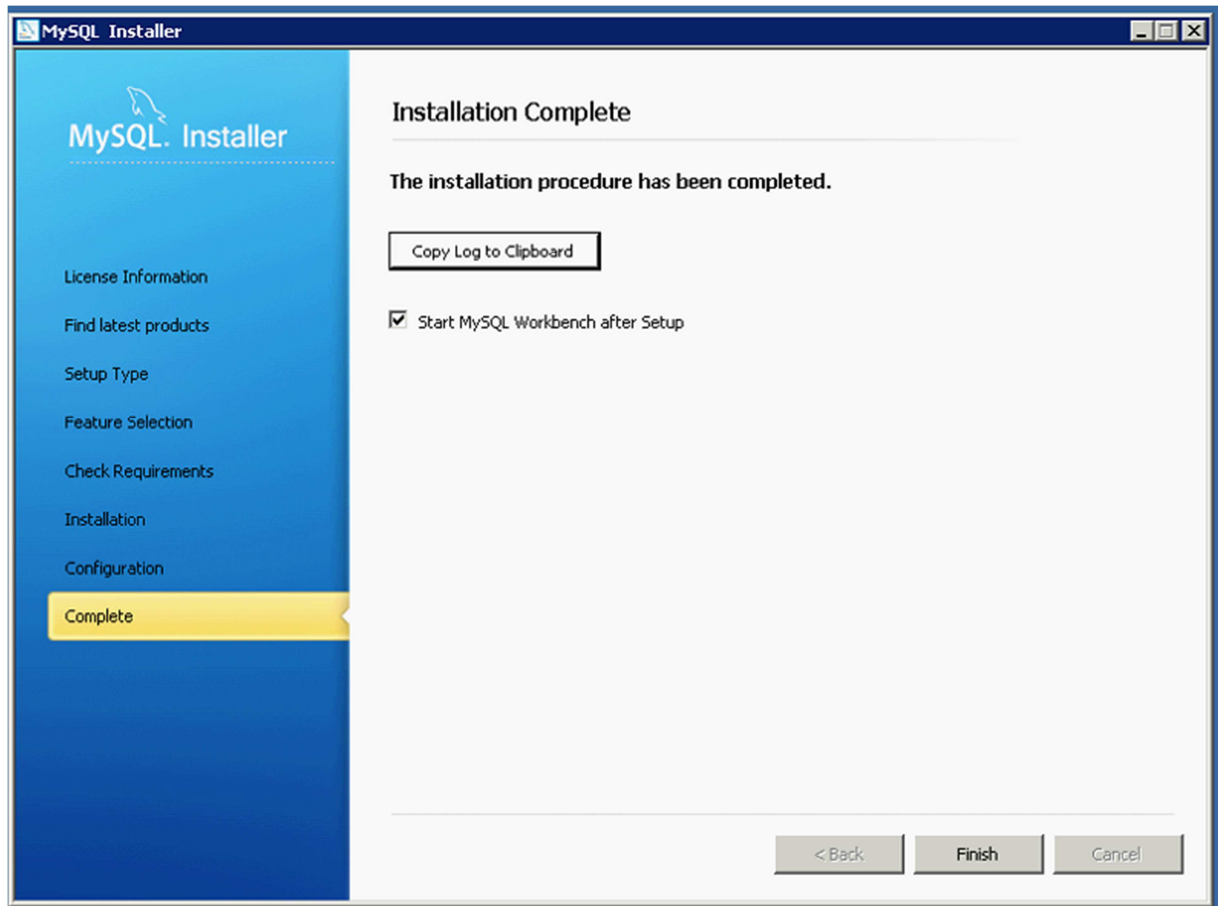 MySQL Installer
MySQL. Installer
License Information
Find latest products
Setup Type
Feature Selection
Check Requirements
Installation
Configuration
Complete
Installation Complete
The installation procedure has been completed.
Copy Log to Clipboard
Start MySQL Workbench after Setup
< Back
Finish
Cancel